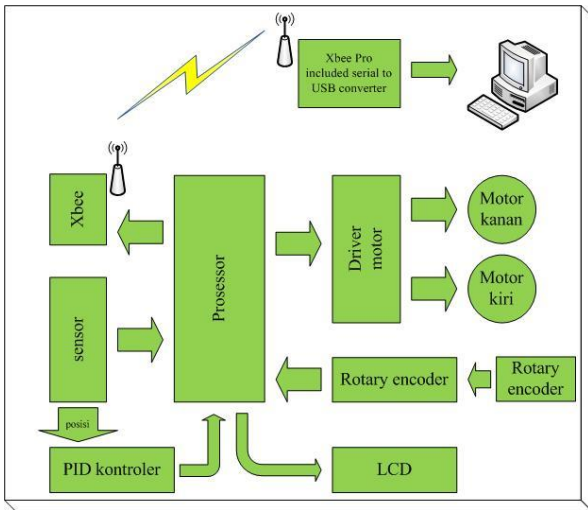 Xbee Pro
included serial to
USB converter
Xbee
Prosessor
Driver
motor
Motor
kanan
Motor
kiri
sensor
Rotary encoder
Rotary
encoder
posisi
PID kontroler
LCD